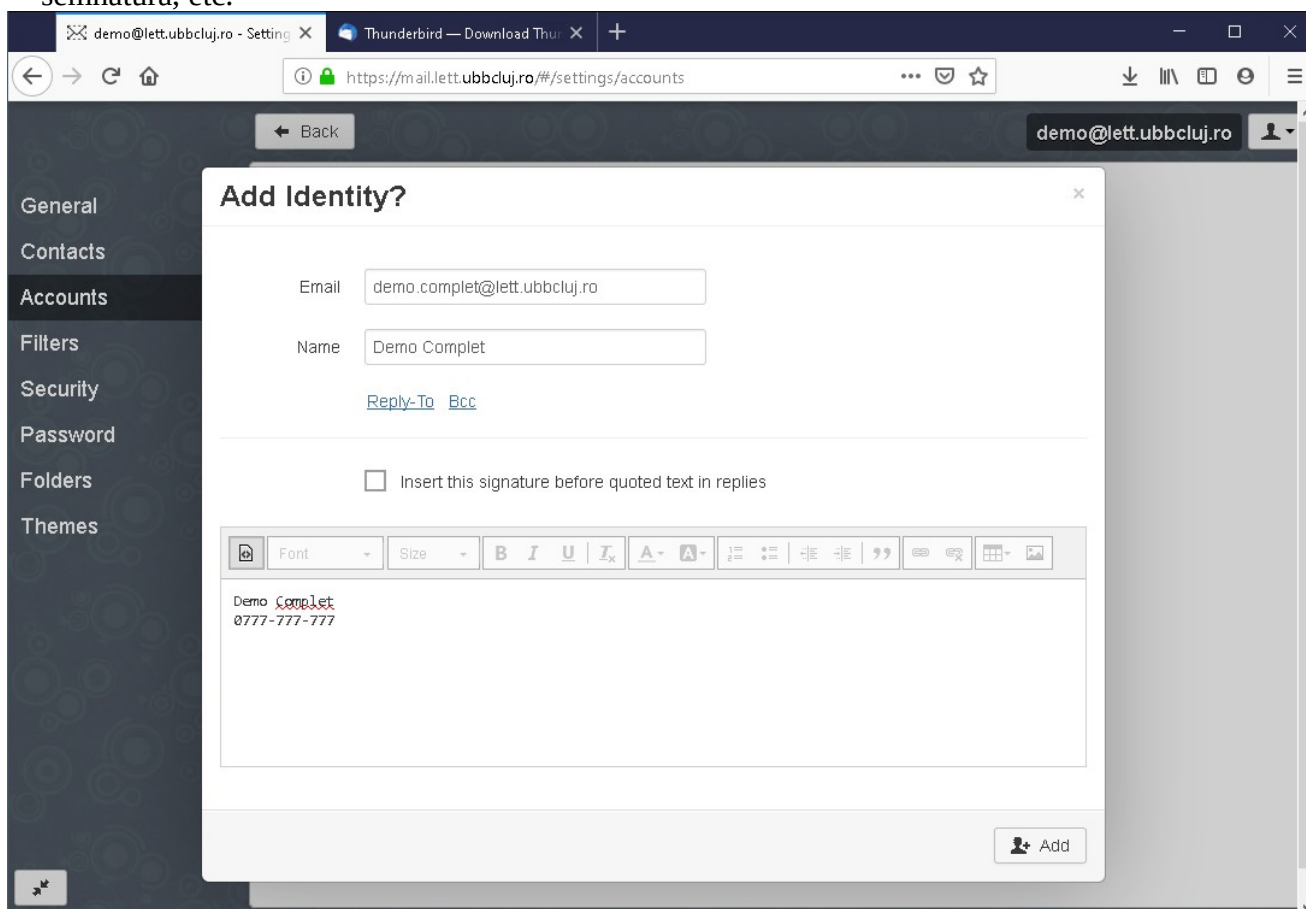 semnătură, etc.
demo@lett.ubbcluj.ro - Setting
Thunderbird — Download Thun
https://mail.lett.ubbcluj.ro/#/settings/accounts
Back
demo@lett.ubbcluj.ro
General
Contacts
Accounts
Filters
Security
Password
Folders
Themes
Add Identity?
Email demo.complet@lett.ubbcluj.ro
Name Demo Complet
Reply-To Bcc
Insert this signature before quoted text in replies
Font Size B I U Ix A A
Demo Complet
0777-777-777
Add